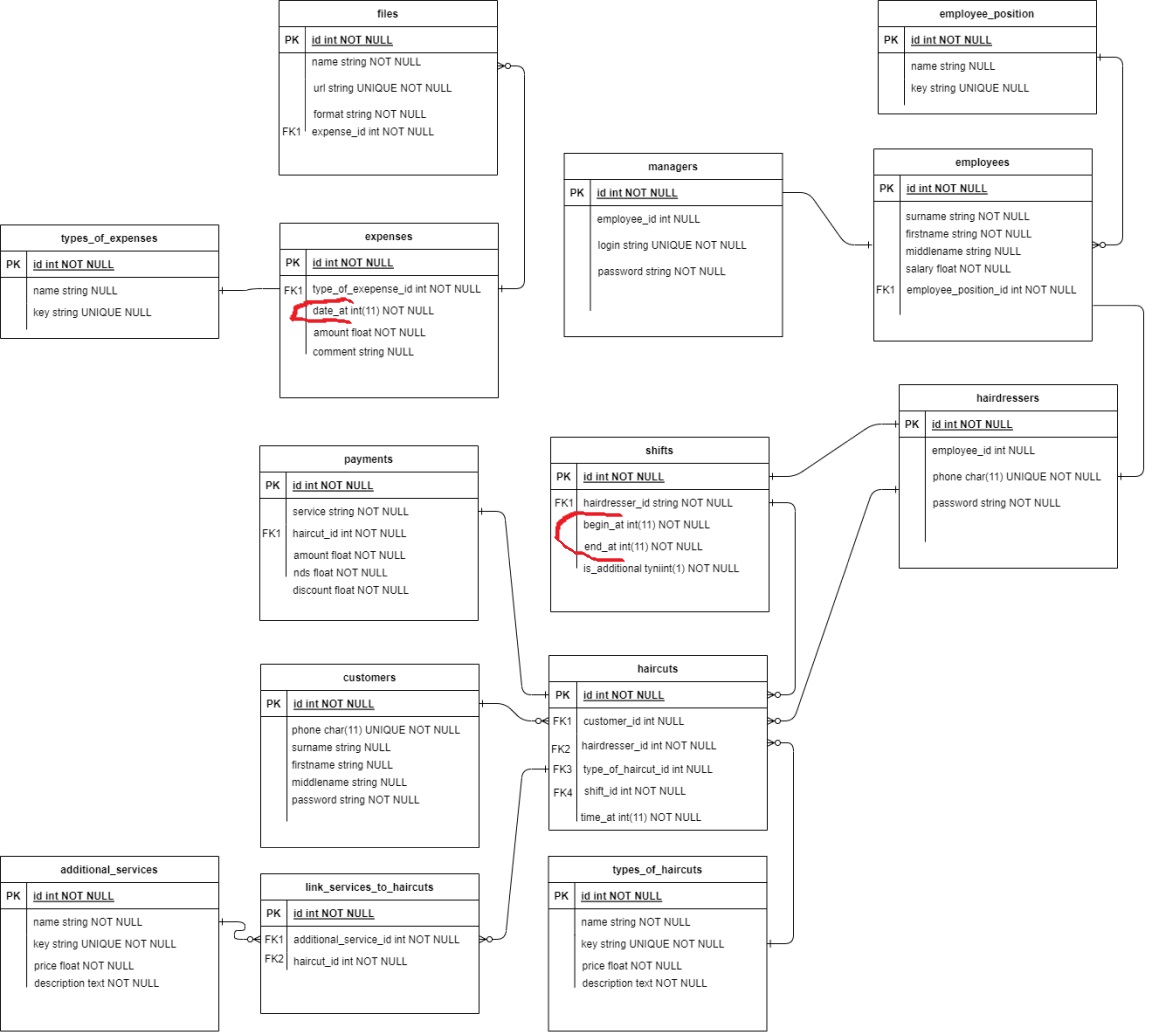 files
PK id int NOT NULL
name string NOT NULL
url string UNIQUE NOT NULL
format string NOT NULL
FK1 expense_id int NOT NULL
employee_position
PK id int NOT NULL
name string NULL
key string UNIQUE NULL
managers
PK id int NOT NULL
employee_id int NULL
login string UNIQUE NOT NULL
password string NOT NULL
employees
PK id int NOT NULL
surname string NOT NULL
firstname string NOT NULL
middlename string NULL
salary float NOT NULL
FK1 employee_position_id int NOT NULL
types_of_expenses
PK id int NOT NULL
name string NULL
key string UNIQUE NULL
expenses
PK id int NOT NULL
FK1 type_of_exepense_id int NOT NULL
date_at int(11) NOT NULL
amount float NOT NULL
comment string NULL
hairdressers
PK id int NOT NULL
employee_id int NULL
phone char(11) UNIQUE NOT NULL
password string NOT NULL
payments
PK id int NOT NULL
service string NOT NULL
FK1 haircut_id int NOT NULL
amount float NOT NULL
nds float NOT NULL
discount float NOT NULL
shifts
PK id int NOT NULL
FK1 hairdresser_id string NOT NULL
begin_at int(11) NOT NULL
end_at int(11) NOT NULL
is_additional tyniint(1) NOT NULL
customers
PK id int NOT NULL
phone char(11) UNIQUE NOT NULL
surname string NULL
firstname string NULL
middlename string NULL
password string NOT NULL
haircuts
PK id int NOT NULL
FK1 customer_id int NULL
FK2 hairdresser_id int NOT NULL
FK3 type_of_haircut_id int NULL
FK4 shift_id int NOT NULL
time_at int(11) NOT NULL
additional_services
PK id int NOT NULL
name string NOT NULL
key string UNIQUE NOT NULL
price float NOT NULL
description text NOT NULL
link_services_to_haircuts
PK id int NOT NULL
FK1 additional_service_id int NOT NULL
FK2 haircut_id int NOT NULL
types_of_haircuts
PK id int NOT NULL
name string NOT NULL
key string UNIQUE NOT NULL
price float NOT NULL
description text NOT NULL